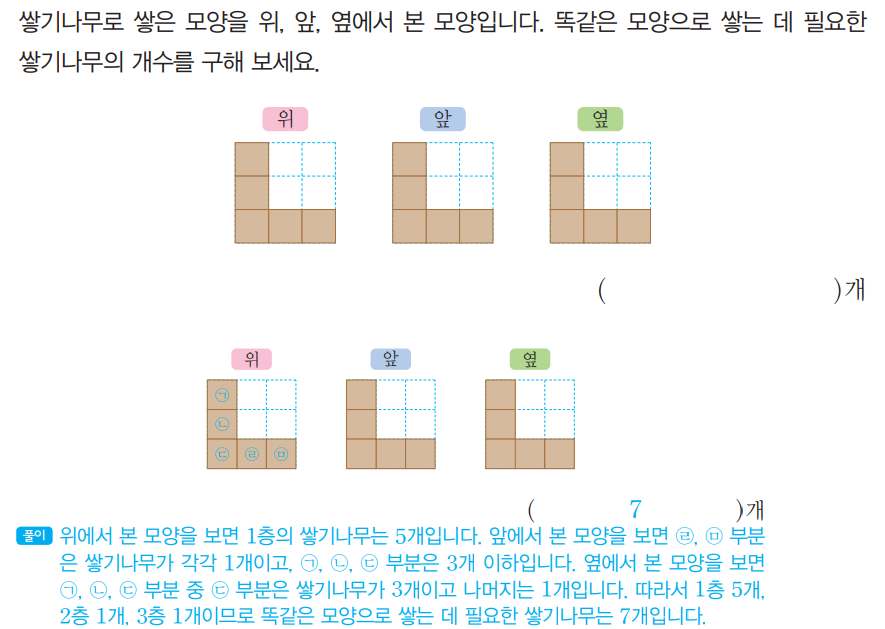 쌓기나무로 쌓은 모양을 위, 앞, 옆에서 본 모양입니다. 똑같은 모양으로 쌓는 데 필요한
쌓기나무의 개수를 구해 보세요.
위 앞 옆
( )개
위 앞 옆
㉠
㉡
㉢ ㉣ ㉤
( 7 )개
풀이 위에서 본 모양을 보면 1층의 쌓기나무는 5개입니다. 앞에서 본 모양을 보면 ㉣, ㉤ 부분
은 쌓기나무가 각각 1개이고, ㉠, ㉡, ㉢ 부분은 3개 이하입니다. 옆에서 본 모양을 보면
㉠, ㉡, ㉢ 부분 중 ㉢ 부분은 쌓기나무가 3개이고 나머지는 1개입니다. 따라서 1층 5개,
2층 1개, 3층 1개이므로 똑같은 모양으로 쌓는 데 필요한 쌓기나무는 7개입니다.